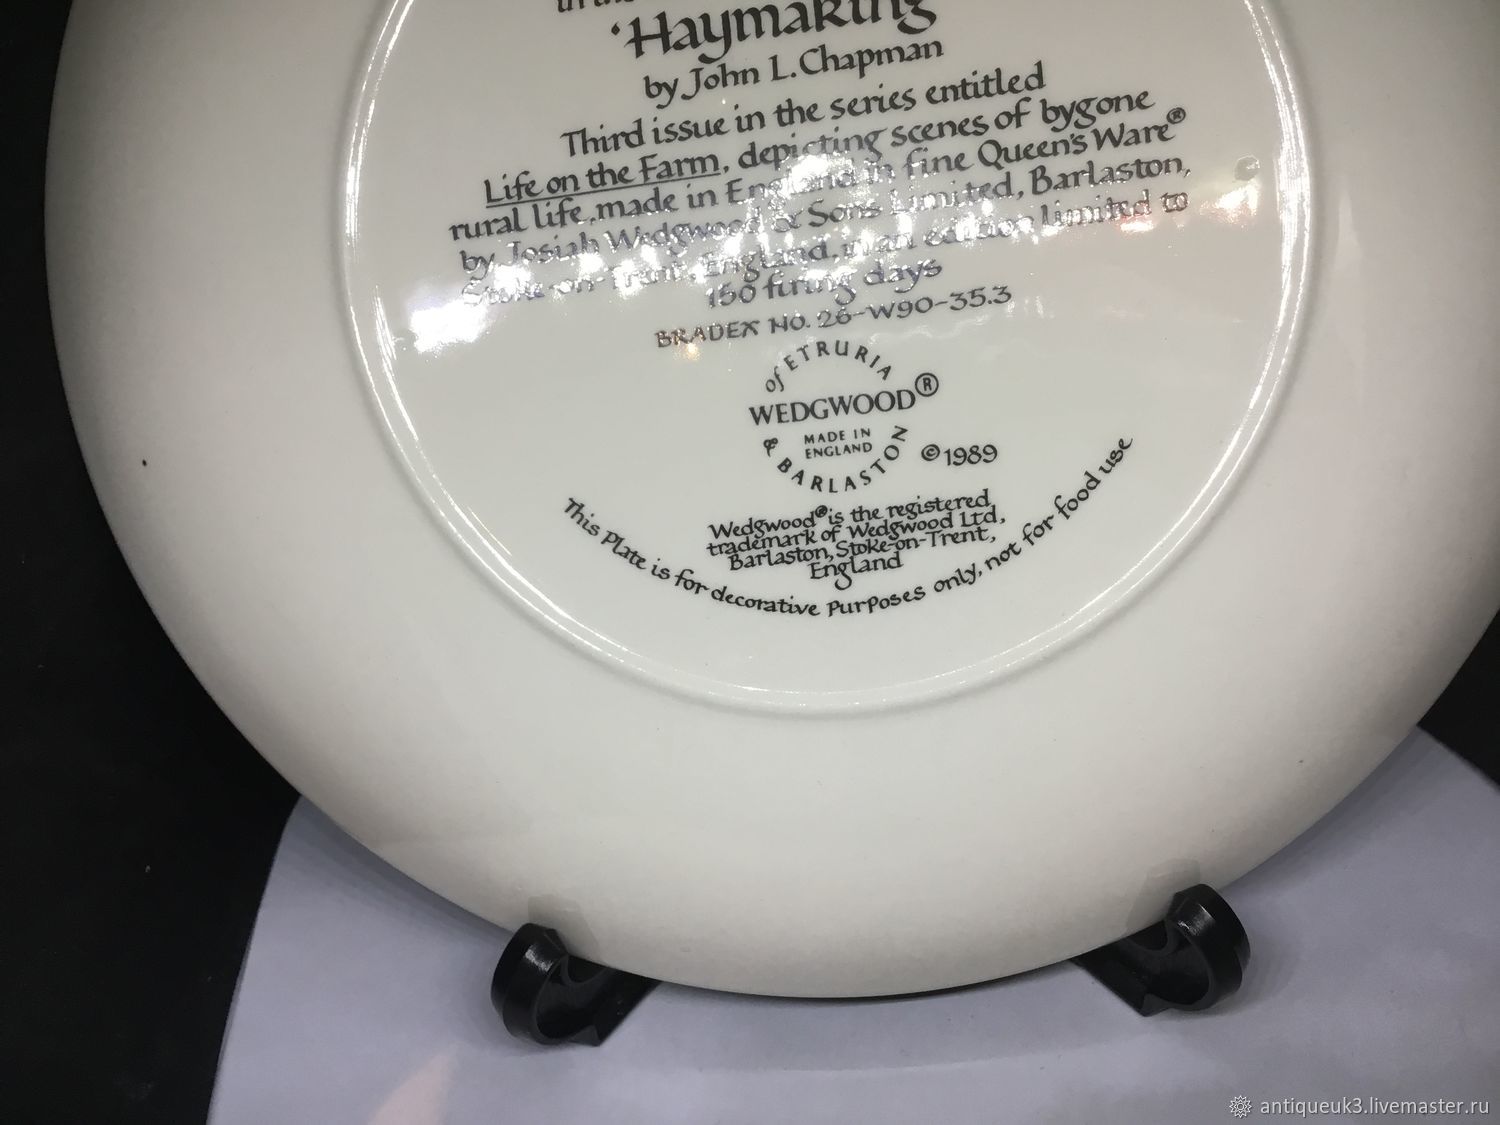 in the
'Haymaking'
by John L. Chapman
Third issue in the series entitled
Life on the Farm, depicting scenes of bygone
rural life, made in England in fine Queen's Ware®
by Josiah Wedgwood & Sons Limited, Barlaston,
Stoke-on-Trent, England, in an edition limited to
150 firing days
BRADEX NO. 26-W90-35.3
of ETRURIA
WEDGWOOD®
MADE IN
ENGLAND
& BARLASTON
©1989
Wedgwood® is the registered
trademark of Wedgwood Ltd,
Barlaston, Stoke-on-Trent,
England
This Plate is for decorative Purposes only, not for food use
antiqueuk3.livemaster.ru